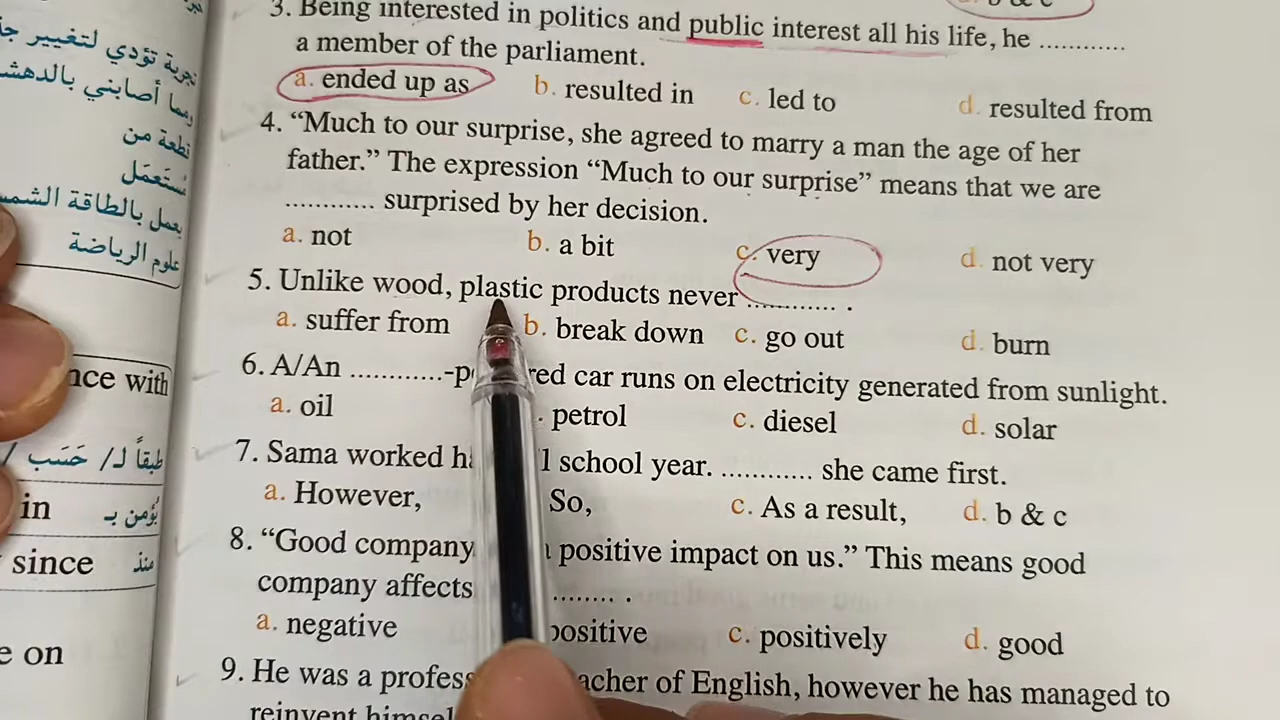 b & c
3. Being interested in politics and public interest all his life, he ............
a member of the parliament.
a. ended up as b. resulted in c. led to d. resulted from
4. “Much to our surprise, she agreed to marry a man the age of her
father.” The expression “Much to our surprise” means that we are
............ surprised by her decision.
a. not b. a bit c. very d. not very
5. Unlike wood, plastic products never ............ .
a. suffer from b. break down c. go out d. burn
6. A/An ............-p red car runs on electricity generated from sunlight.
a. oil petrol c. diesel d. solar
7. Sama worked l school year. ............ she came first.
a. However, So, c. As a result, d. b & c
8. “Good company positive impact on us.” This means good
company affects ........ .
a. negative positive c. positively d. good
9. He was a profess acher of English, however he has managed to
reinvent
تجربة تؤدي لتغيير
ومما أصابني بالدهش
قطعة من
يعمل بالطاقة الشمس
علوم الرياضة
nce with
طبقاً لـ/ حَسَب /
in يُؤمن بـ
since منذ
e on